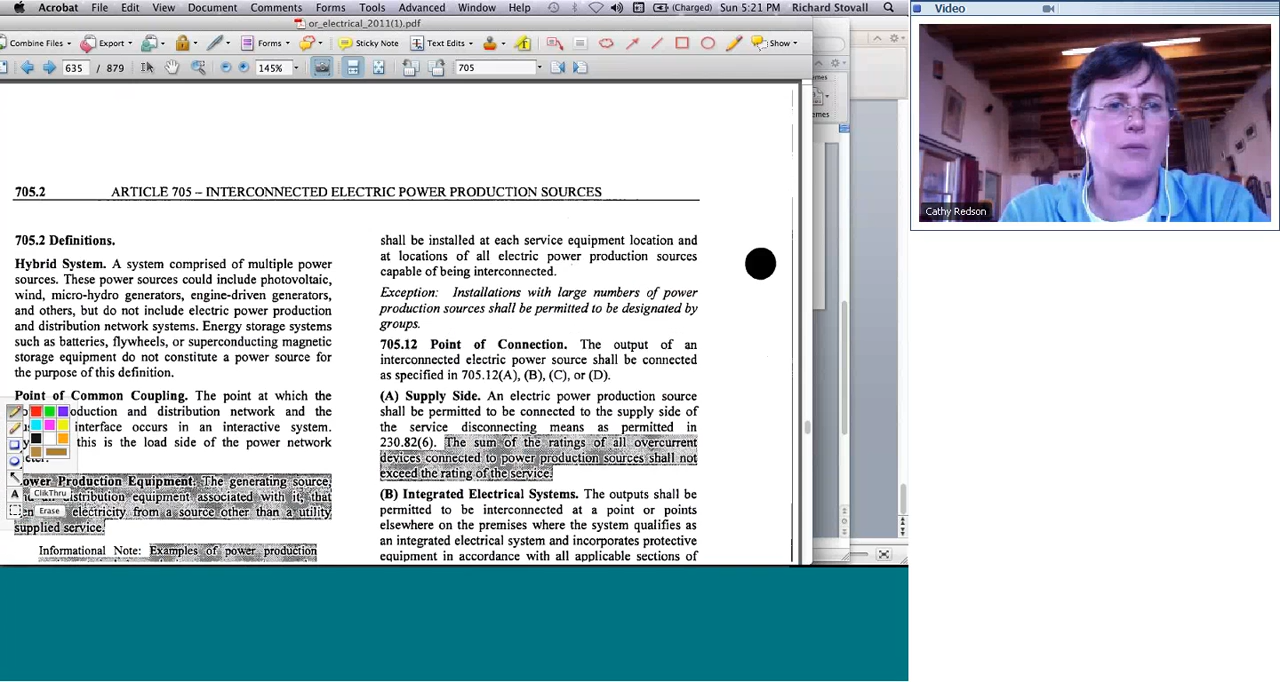 Acrobat File Edit View Document Comments Forms Tools Advanced Window Help (Charged) Sun 5:21 PM Richard Stovall
or_electrical_2011(1).pdf
Combine Files Export Forms Sticky Note Text Edits Show
635 / 879 145% 705
705.2 ARTICLE 705 – INTERCONNECTED ELECTRIC POWER PRODUCTION SOURCES
705.2 Definitions.
Hybrid System. A system comprised of multiple power
sources. These power sources could include photovoltaic,
wind, micro-hydro generators, engine-driven generators,
and others, but do not include electric power production
and distribution network systems. Energy storage systems
such as batteries, flywheels, or superconducting magnetic
storage equipment do not constitute a power source for
the purpose of this definition.
Point of Common Coupling. The point at which the
oduction and distribution network and the
interface occurs in an interactive system.
this is the load side of the power network
ower Production Equipment. The generating source,
distribution equipment associated with it, that
electricity from a source other than a utility
supplied service.
Informational Note: Examples of power production
ClikThru
Erase
shall be installed at each service equipment location and
at locations of all electric power production sources
capable of being interconnected.
Exception: Installations with large numbers of power
production sources shall be permitted to be designated by
groups.
705.12 Point of Connection. The output of an
interconnected electric power source shall be connected
as specified in 705.12(A), (B), (C), or (D).
(A) Supply Side. An electric power production source
shall be permitted to be connected to the supply side of
the service disconnecting means as permitted in
230.82(6). The sum of the ratings of all overcurrent
devices connected to power production sources shall not
exceed the rating of the service.
(B) Integrated Electrical Systems. The outputs shall be
permitted to be interconnected at a point or points
elsewhere on the premises where the system qualifies as
an integrated electrical system and incorporates protective
equipment in accordance with all applicable sections of
Video
Cathy Redson